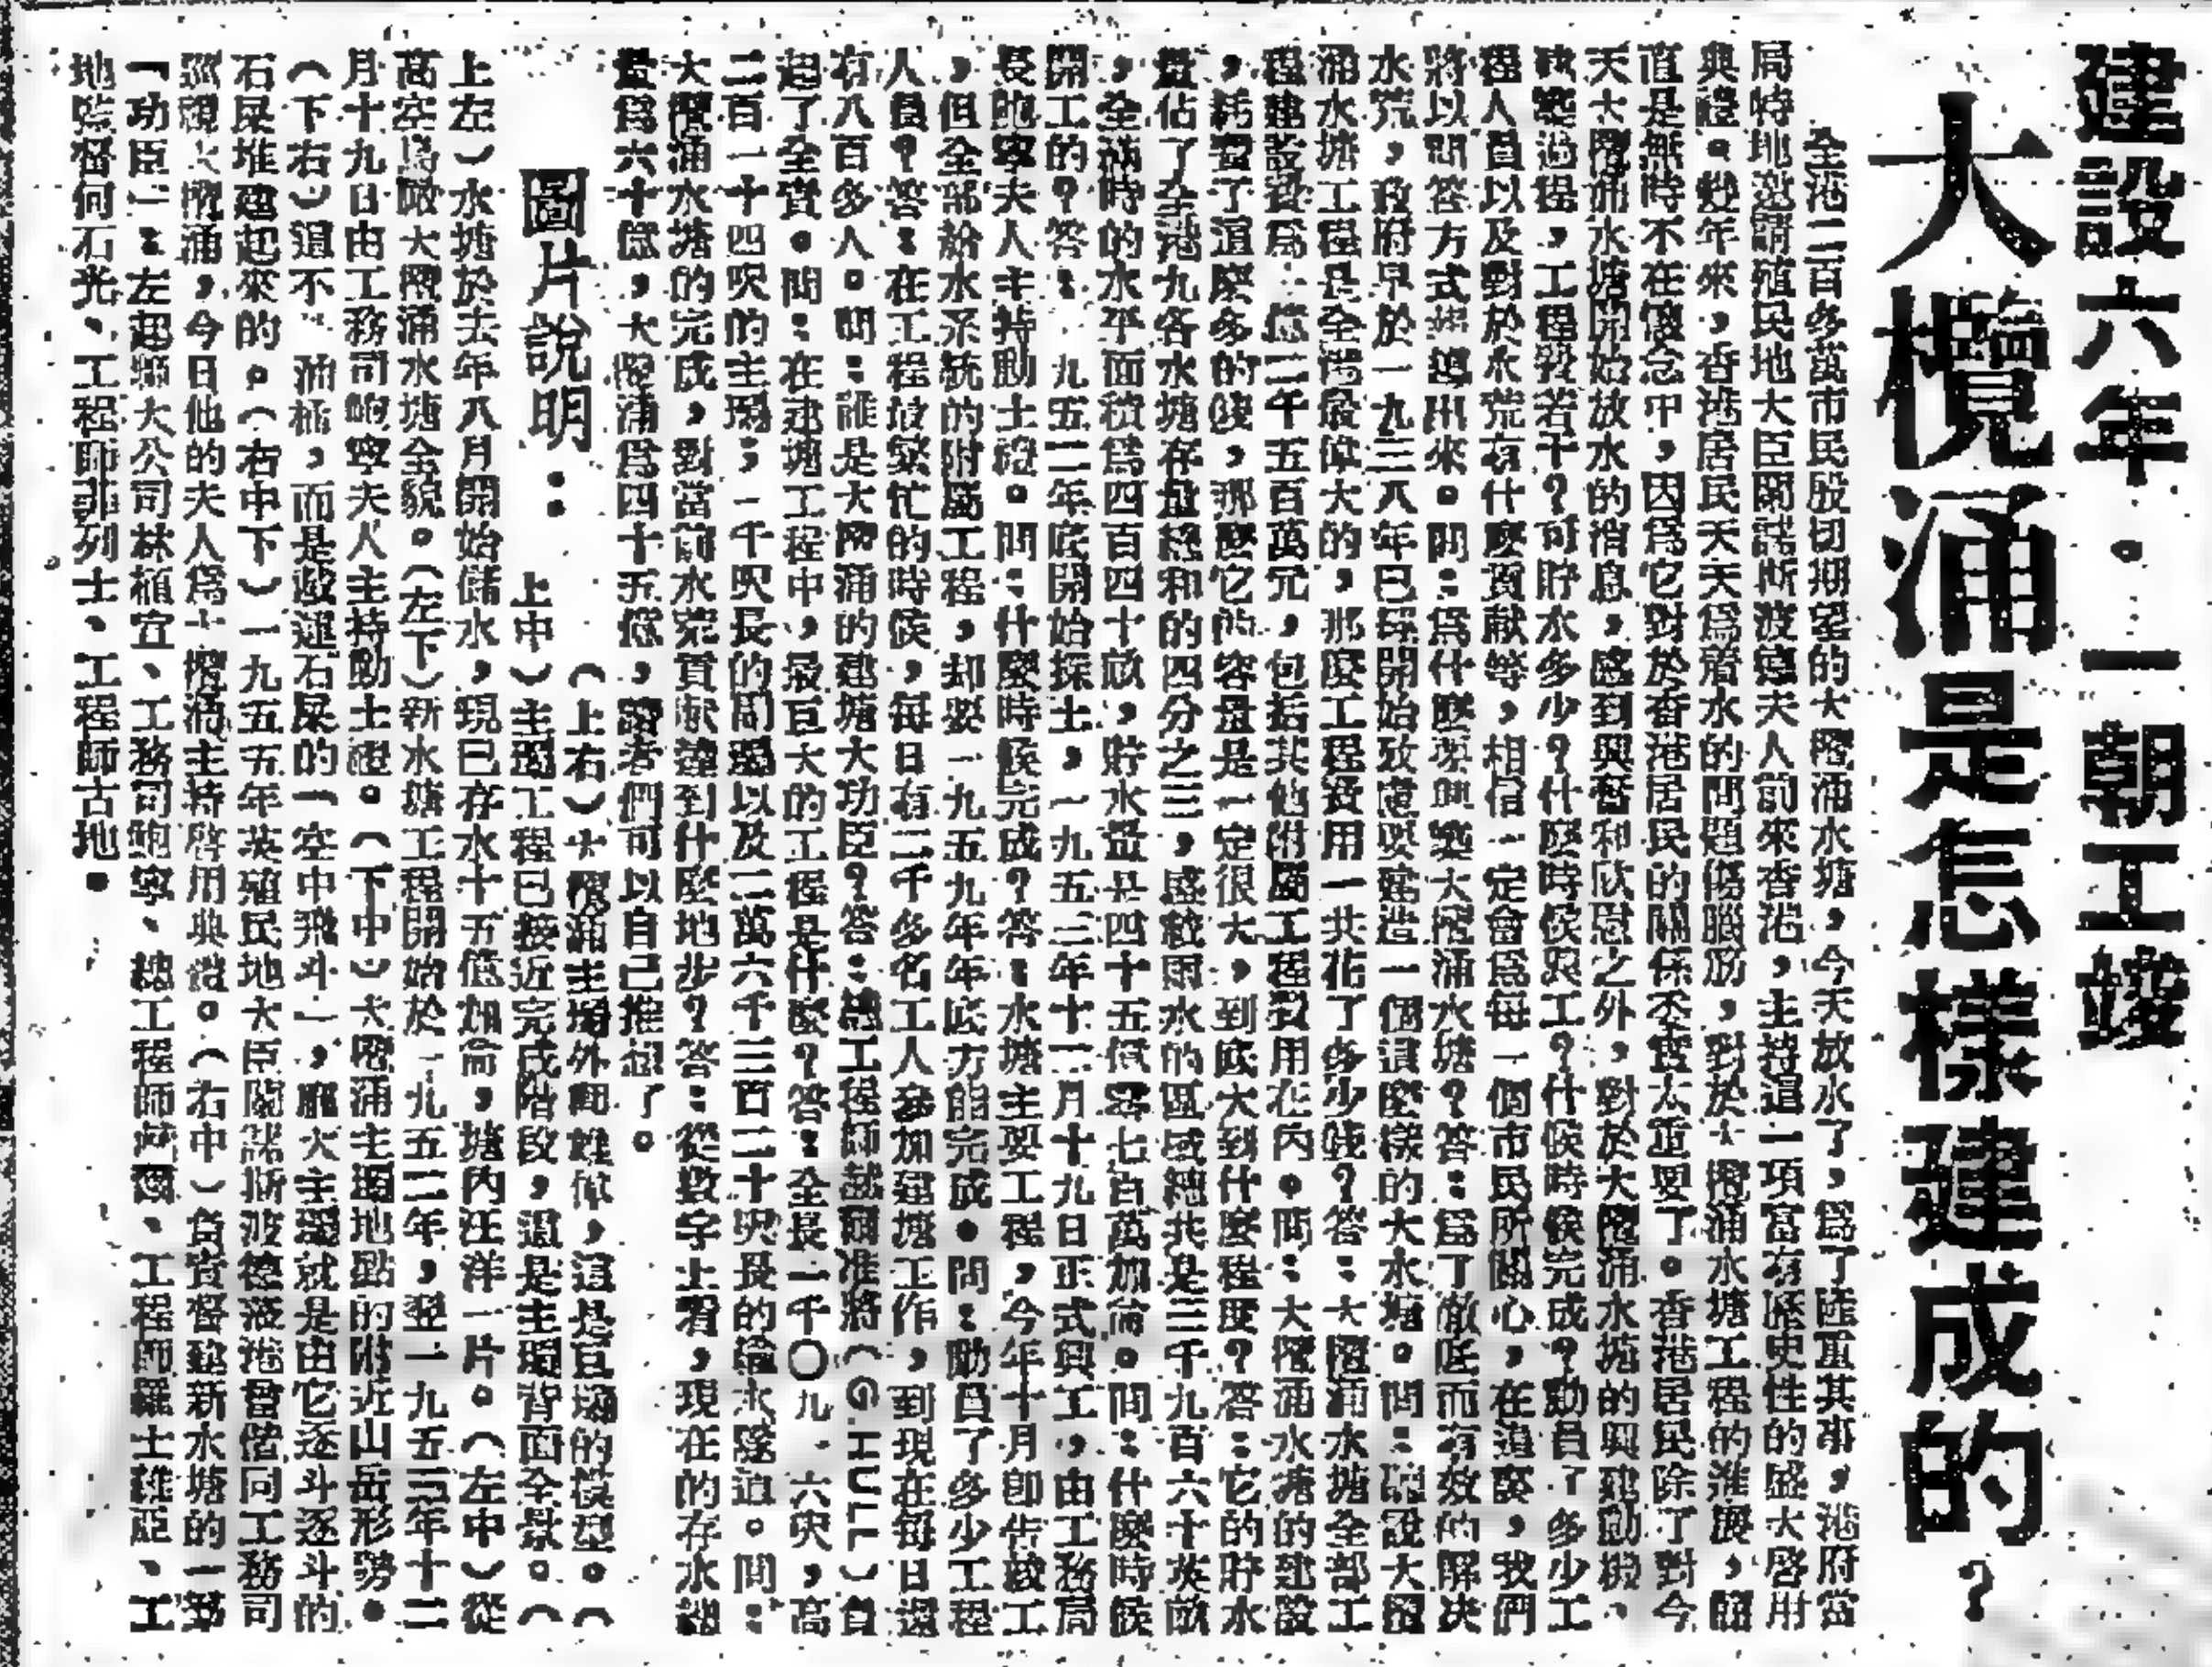 建設六年・一朝工竣
大欖涌是怎樣建成的？
全港二百多萬市民殷切期望的大欖涌水塘，今天放水了，爲了隆重其事，港府當
局特地邀請殖民地大臣闌諾斯波德夫人前來香港，主持這一項富有歷史性的盛大啓用
典禮。幾年來，香港居民天天爲着水的問題傷腦筋，對於大欖涌水塘工程的進展，簡
直是無時不在懷念中，因爲它對於香港居民的關係委實太重要了。香港居民除了對今
天大欖涌水塘開始放水的消息，感到興奮和欣慰之外，對於大欖涌水塘的興建動機、
建築過程，工程費若干？可貯水多少？什麼時候興工？什候時候完成？動員了多少工
程人員以及對於水荒有什麼貢献等，相信一定會爲每一個市民所關心，在這裏，我們
將以問答方式把它寫出來。問：爲什麼要興築大欖涌水塘？答：爲了澈底而有效的解决
水荒，政府早於一九三八年已經開始攷慮要建造一個這麼樣的大水塘。問：聽說大欖
涌水塘工程是全港最偉大的，那麼工程費用一共花了多少錢？答：大欖涌水塘全部工
程建設費爲一億二千五百萬元，包括其他附屬工程費用在內。問：大欖涌水塘的建設
，耗費了這麼多的錢，那麼它的容量是一定很大，到底大到什麼程度？答：它的貯水
量佔了全港九各水塘存量總和的四分之三，盛載雨水的區域總共是三千九百六十英畝
，全滿時的水平面積爲四百四十畝，貯水量是四十五億零七百萬加侖。問：什麼時候
開工的？答：一九五二年底開始探土，一九五三年十二月十九日正式興工，由工務局
長鮑寧夫人主持動土禮。問：什麼時候完成？答：水塘主要工程，今年十月即告竣工
，但全部給水系統的附屬工程，却要一九五九年年底方能完成。問：動員了多少工程
人員？答：在工程最繁忙的時候，每日有二千多名工人參加建塘工作，到現在每日還
有八百多人。問：誰是大欖涌的建塘大功臣？答：總工程師赫爾准將（G.HULL）負
起了全責。問：在建塘工程中，最巨大的工程是什麼？答：全長一千〇九十六呎，高
二百一十四呎的主壩；一千呎長的副壩以及二萬六千三百二十呎長的輸水隧道。問：
大欖涌水塘的完成，對當前水荒貢献達到什麼地步？答：從數字上看，現在的存水總
量爲六十億，大欖涌爲四十五億，讀者們可以自己推想了。
圖片說明：
（上右）大欖涌主壩外觀雄偉，這是巨壩的模型。（
上中）主壩工程已接近完成階段，這是主壩背面全景。（
上左）水塘於去年八月開始儲水，現已存水十五億加侖，塘內汪洋一片。（左中）從
高空鳥瞰大欖涌水塘全貌。（左下）新水塘工程開始於一九五二年，翌一九五三年十二
月十九日由工務司鮑寧夫人主持動土禮。（下中）大欖涌主壩地點的附近山岳形勢。
（下右）這不是油桶，而是載運石屎的「空中飛斗」，龐大主壩就是由它逐斗逐斗的
石屎堆建起來的。（右中下）一九五五年英殖民地大臣闌諾斯波德蒞港曾偕同工務司
巡視大欖涌，今日他的夫人爲大欖涌主持啓用典禮。（右中）負責督建新水塘的一羣
「功臣」：左起順大公司林植宣、工務司鮑寧、總工程師赫爾、工程師羅士雜臣、工
地監督何石光、工程師菲列士、工程師古地。